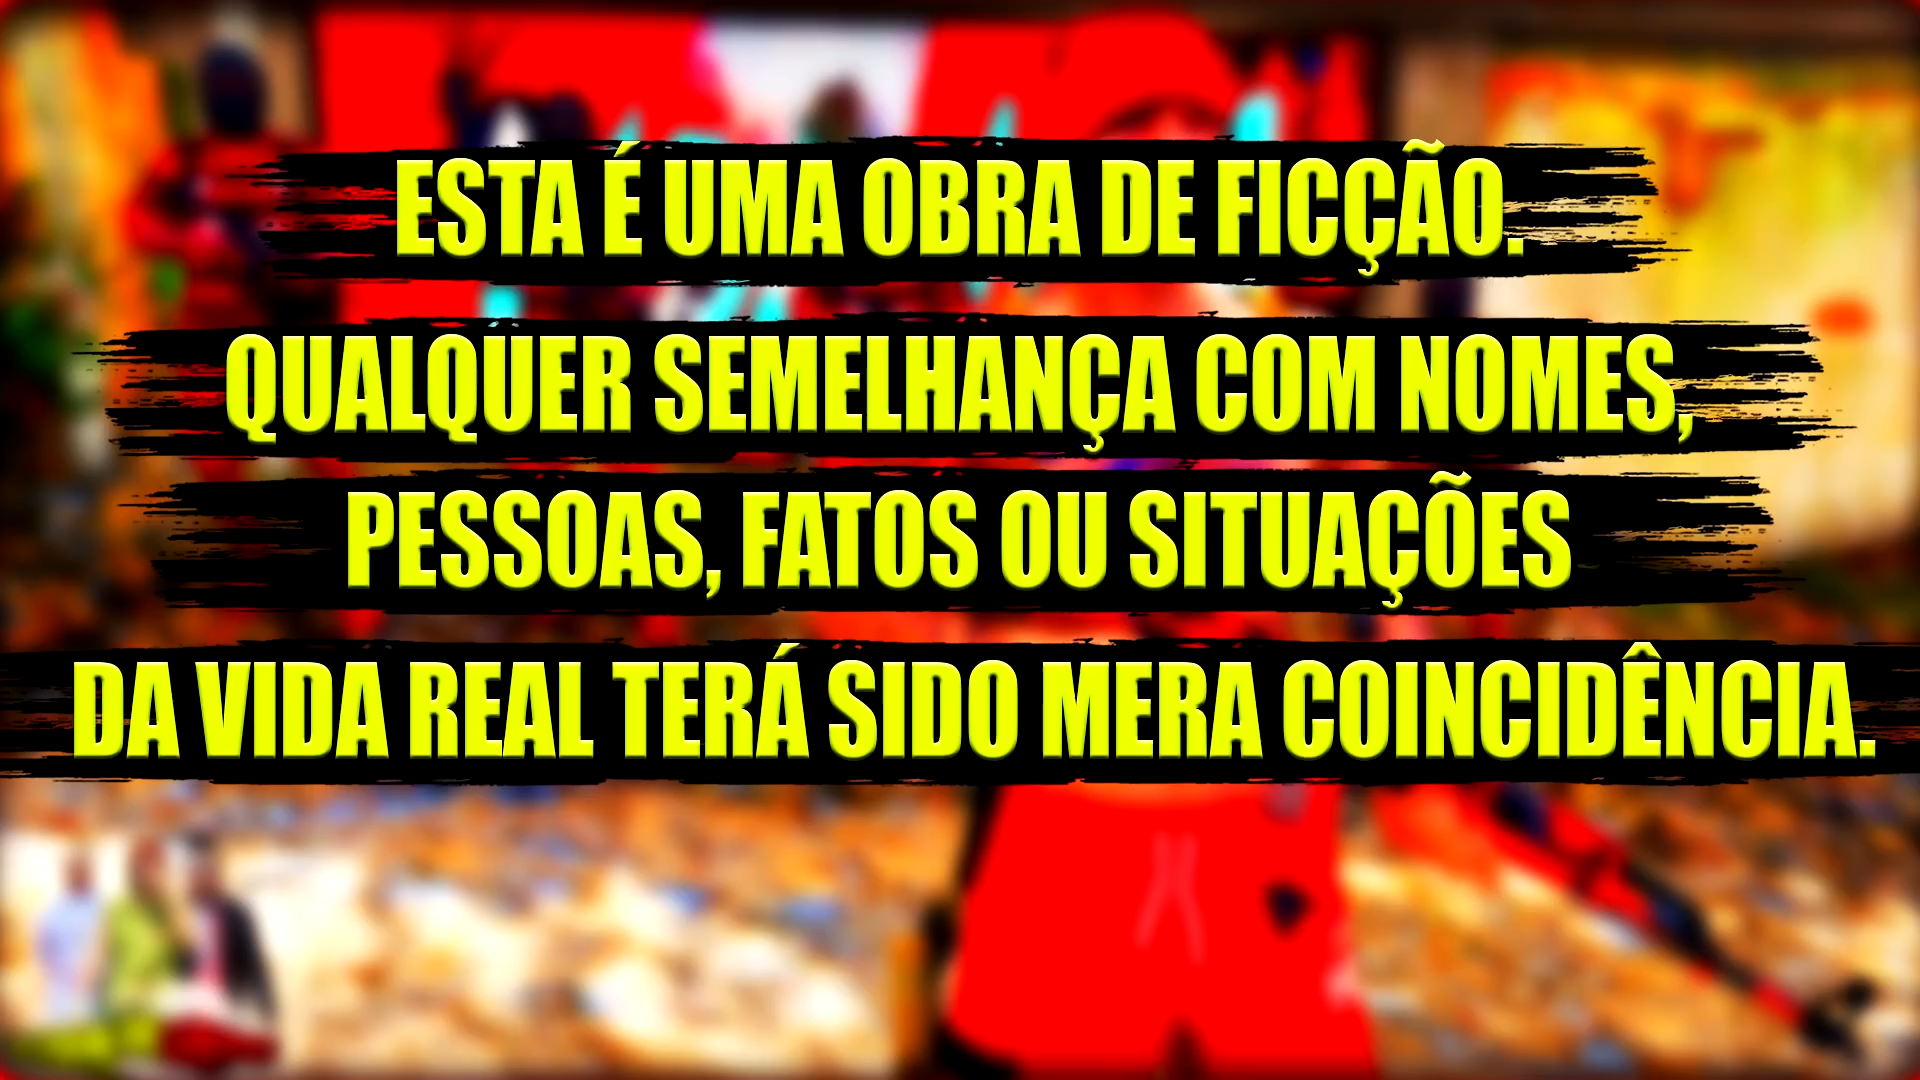 ESTA É UMA OBRA DE FICÇÃO.
QUALQUER SEMELHANÇA COM NOMES,
PESSOAS, FATOS OU SITUAÇÕES
DA VIDA REAL TERÁ SIDO MERA COINCIDÊNCIA.